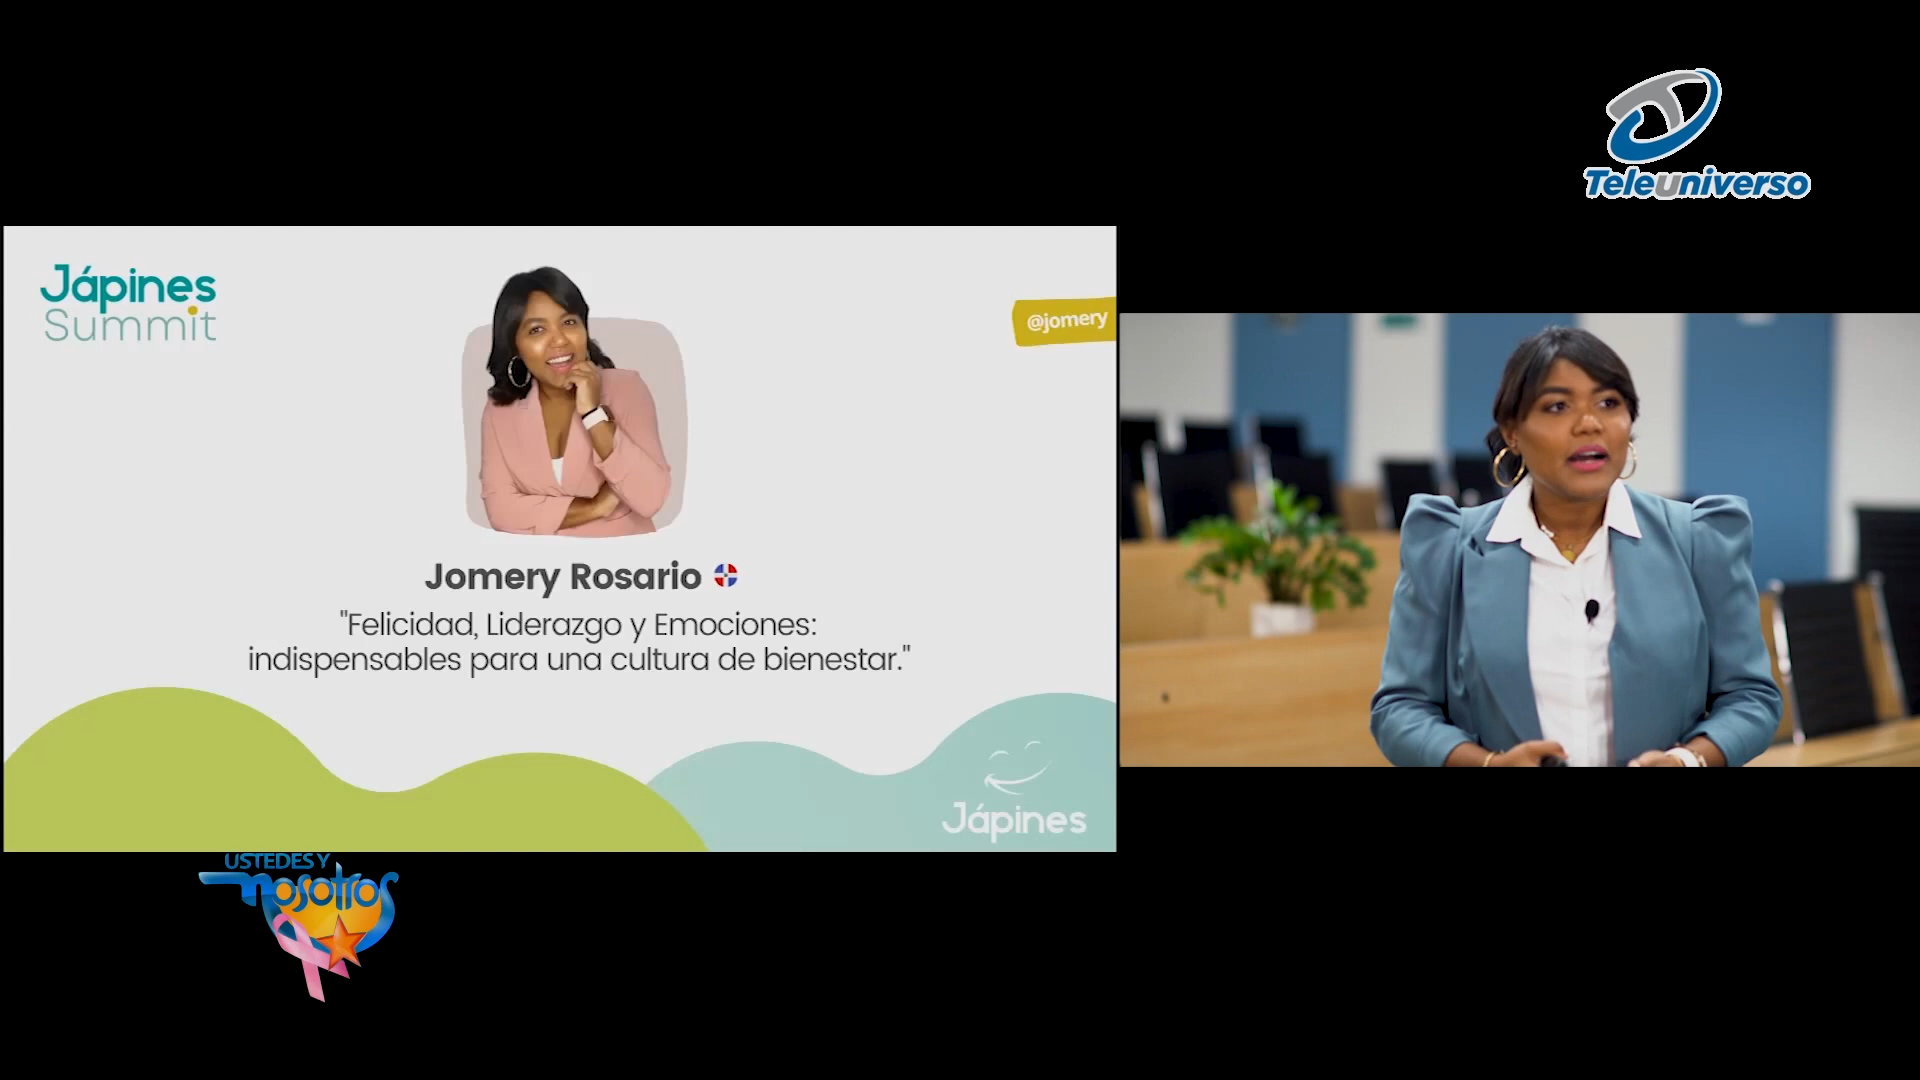 Teleuniverso
Jápines
Summit
@jomery
Jomery Rosario
"Felicidad, Liderazgo y Emociones:
indispensables para una cultura de bienestar."
Jápines
USTEDES Y
nosotros